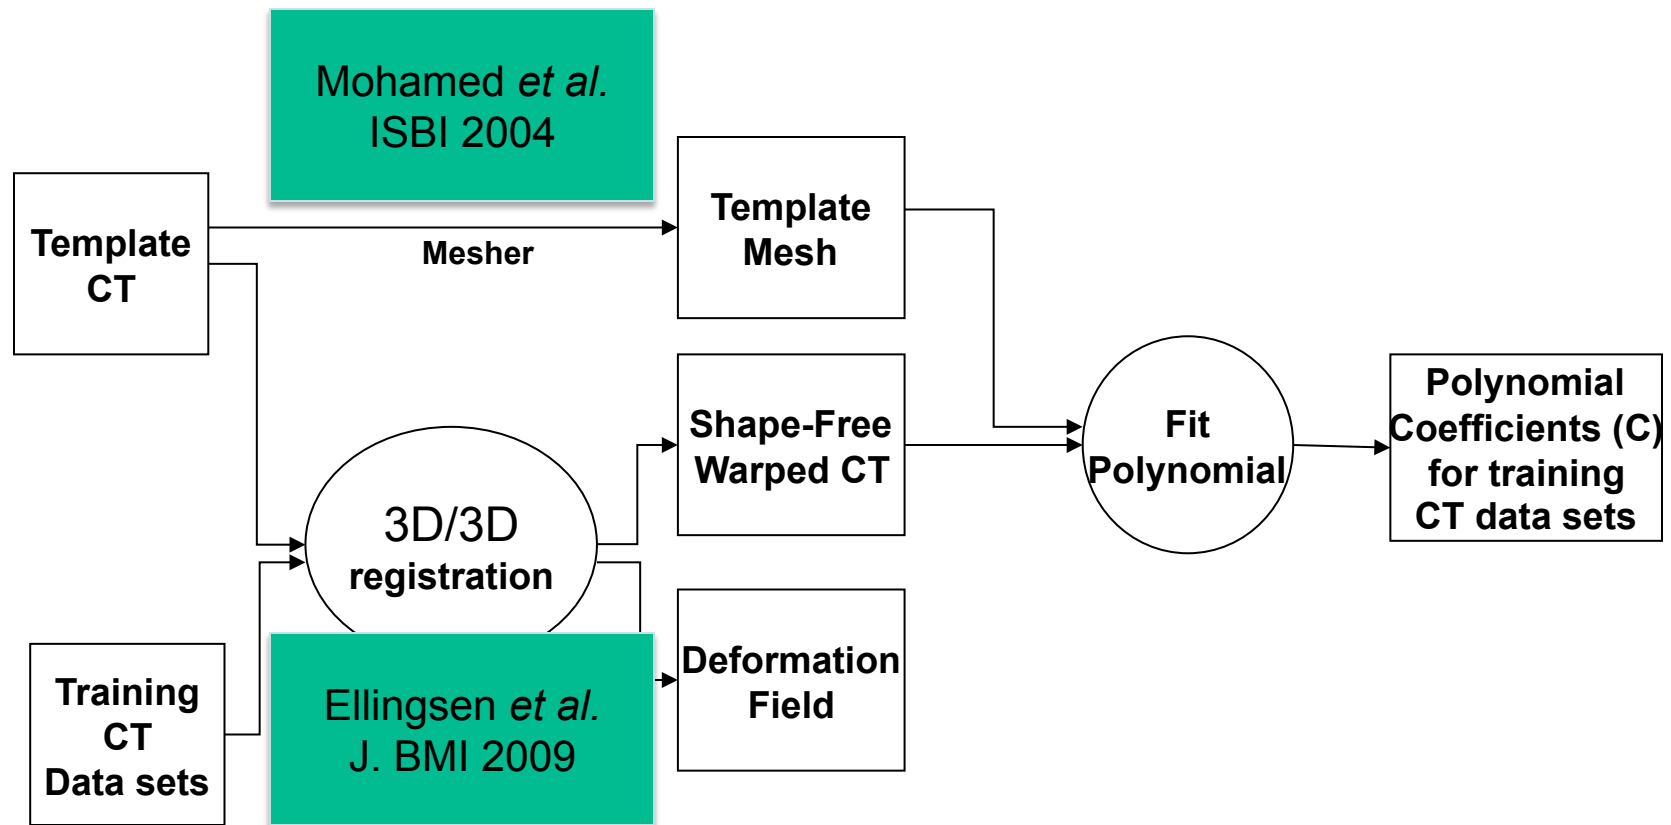 Mohamed et al.
ISBI 2004
Template
CT
Mesher
Template
Mesh
Shape-Free
Warped CT
Fit
Polynomial
Polynomial
Coefficients (C)
for training
CT data sets
3D/3D
registration
Training
CT
Data sets
Ellingsen et al.
J. BMI 2009
Deformation
Field